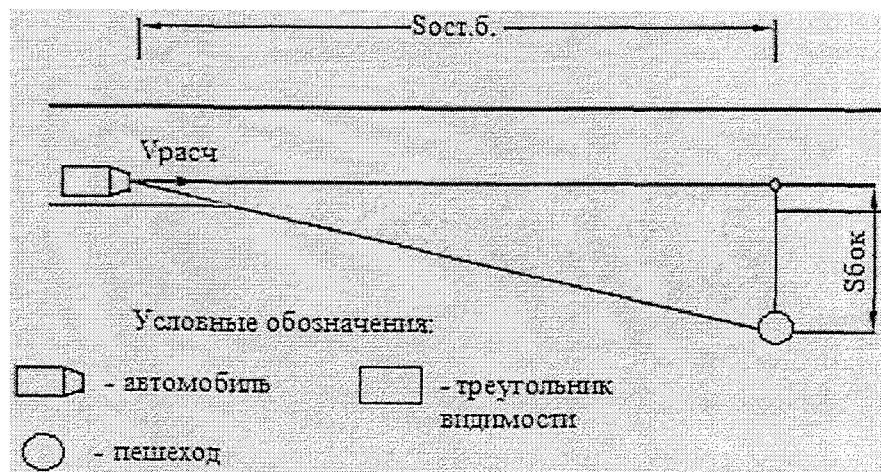 Sост.б.
Vрасч
Sбок
Условные обозначения:
- автомобиль
- треугольник
видимости
- пешеход